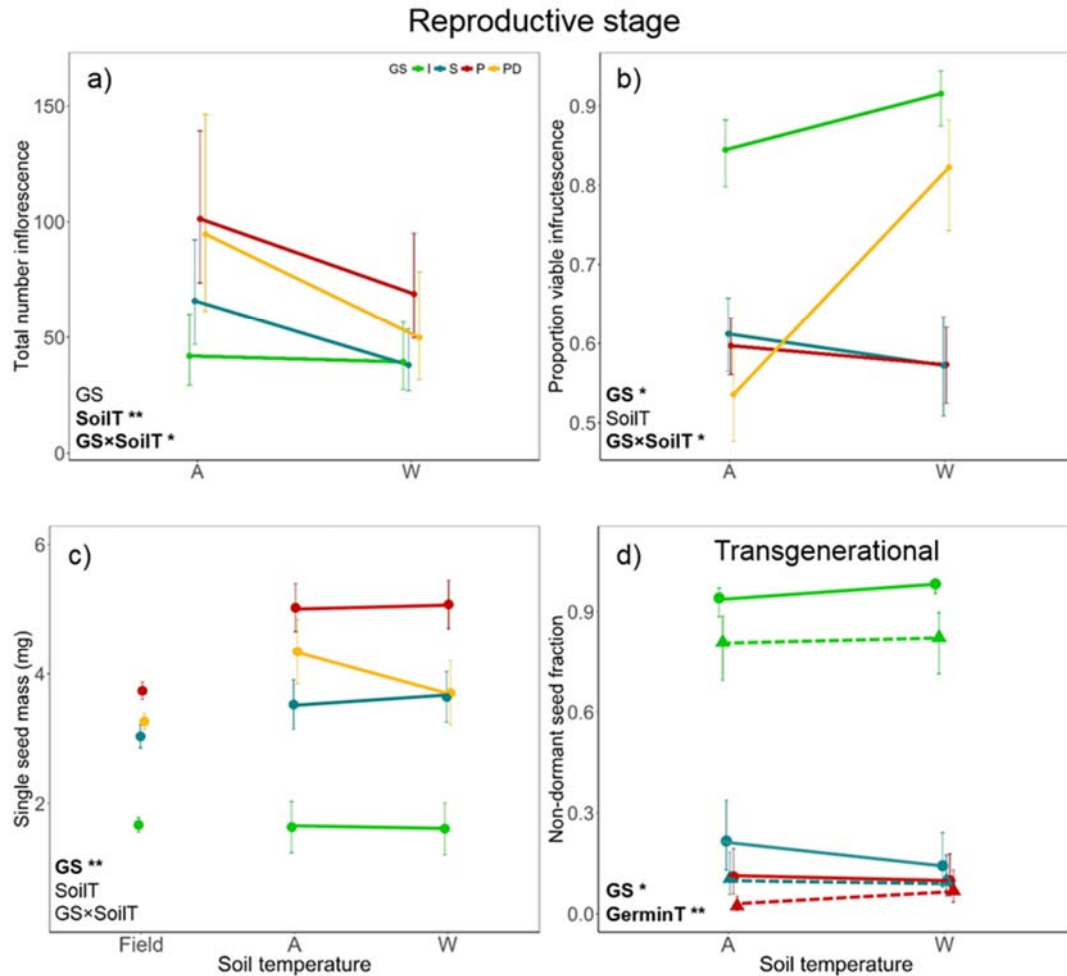 Reproductive stage
a)
GS I S P PD
Total number inflorescence
150
100
50
0
GS
SoilT **
GS×SoilT *
A W
b)
Proportion viable infructescence
0.9
0.8
0.7
0.6
0.5
GS *
SoilT
GS×SoilT *
A W
c)
Single seed mass (mg)
6
4
2
GS **
SoilT
GS×SoilT
Field A W
Soil temperature
d) Transgenerational
Non-dormant seed fraction
0.9
0.6
0.3
0.0
GS *
GerminT **
A W
Soil temperature